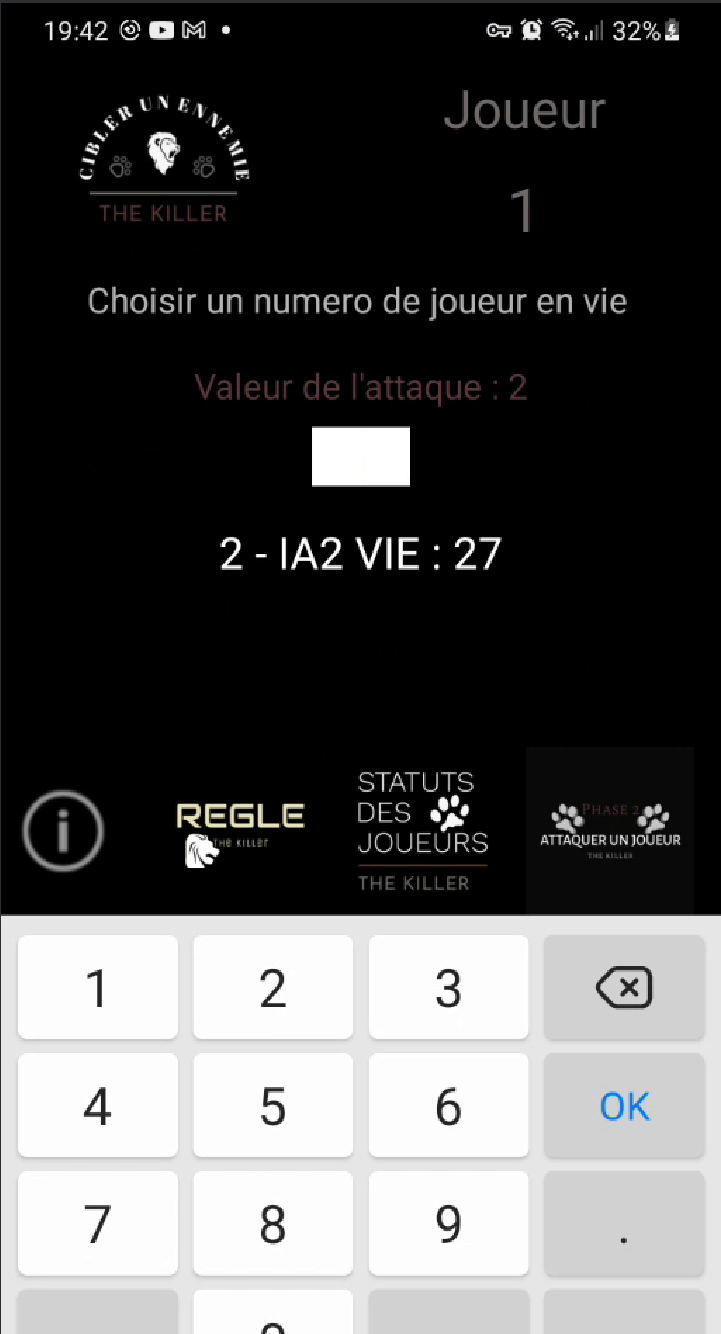 19:42 32%
CIBLER UN ENNEMIE
THE KILLER
Joueur
1
Choisir un numero de joueur en vie
Valeur de l'attaque : 2
2 - IA2 VIE : 27
i
REGLE
THE KILLER
STATUTS
DES
JOUEURS
THE KILLER
PHASE 2
ATTAQUER UN JOUEUR
THE KILLER
1 2 3
4 5 6 OK
7 8 9 .
0